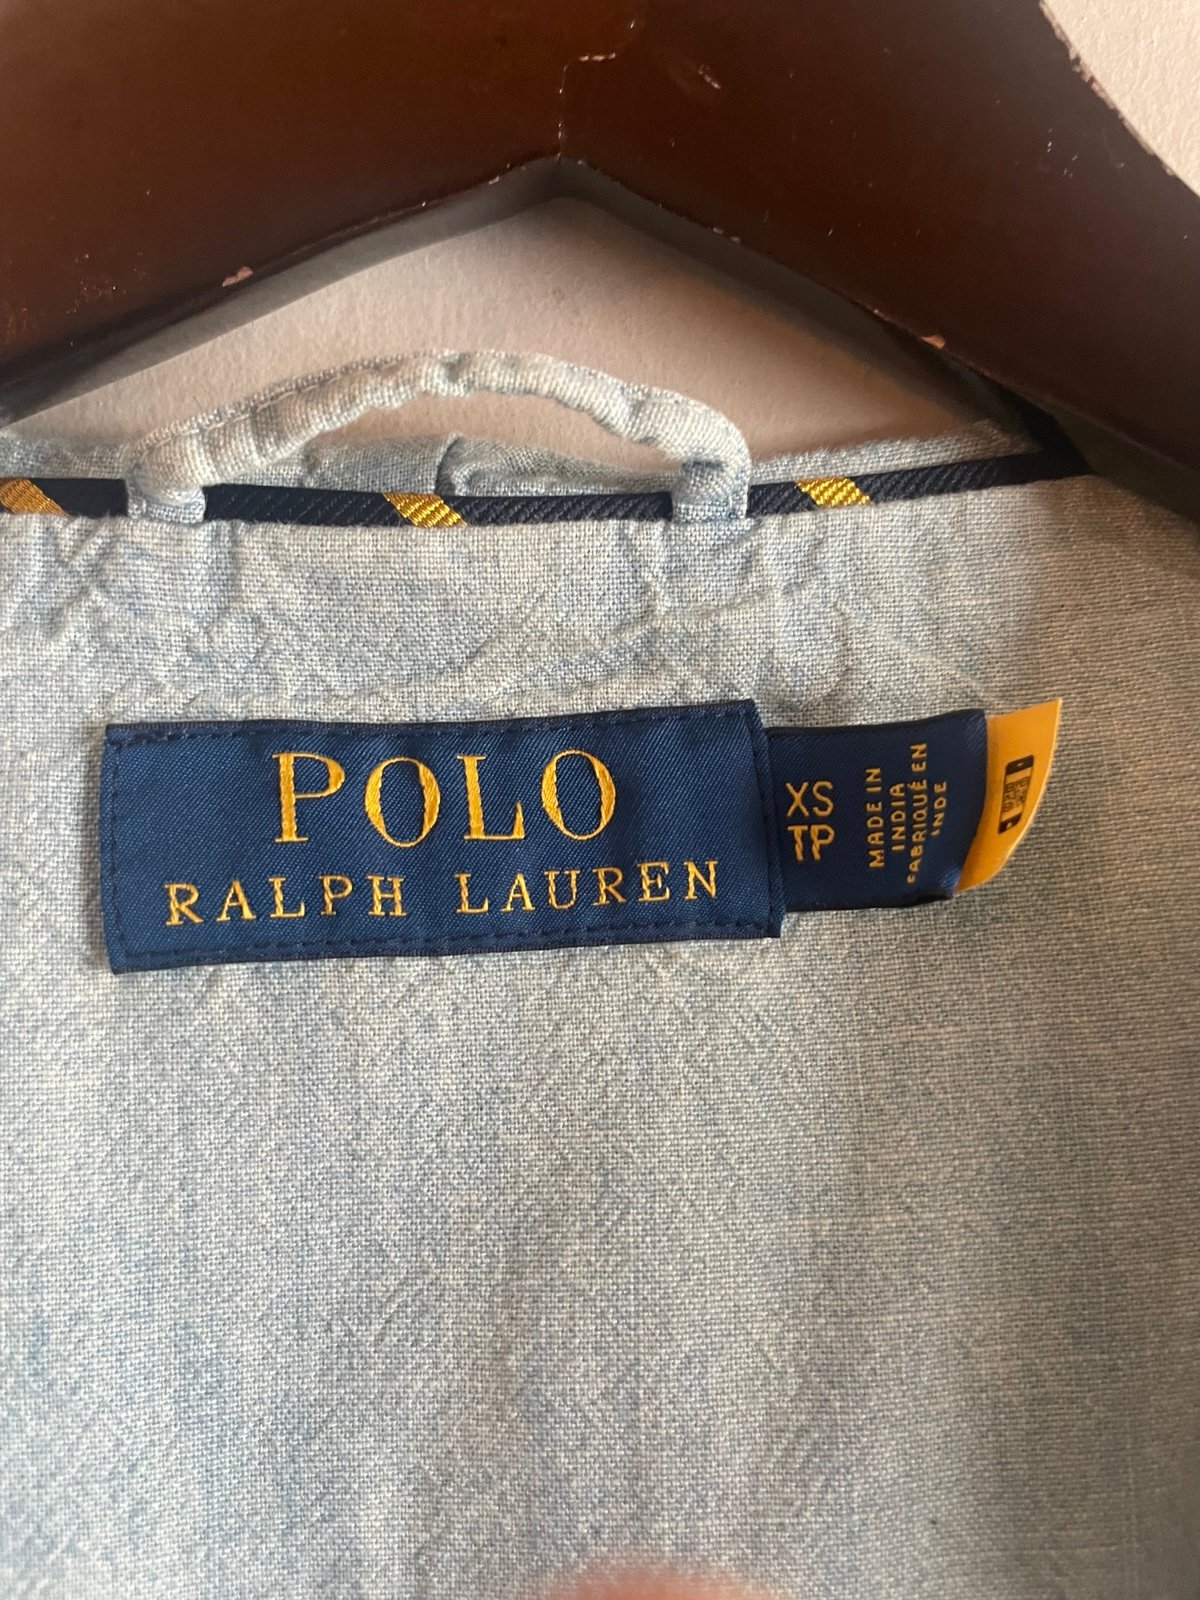 POLO
RALPH LAUREN
XS
TP
MADE IN
INDIA
FABRIQUÉ EN
INDE